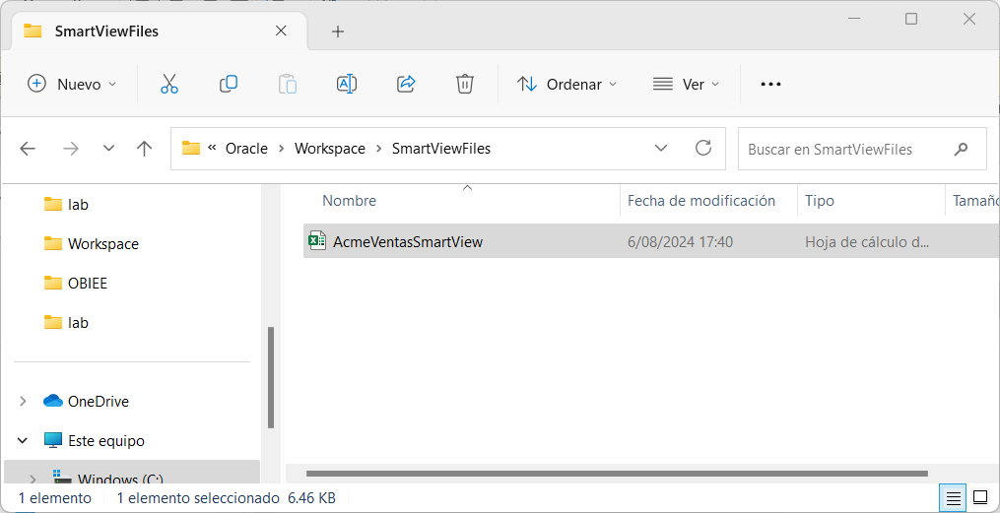 SmartViewFiles
Nuevo
Ordenar
Ver
« Oracle > Workspace > SmartViewFiles
Buscar en SmartViewFiles
lab
Workspace
OBIEE
lab
OneDrive
Este equipo
Windows (C:)
Nombre Fecha de modificación Tipo Tamaño
AcmeVentasSmartView 6/08/2024 17:40 Hoja de cálculo d...
1 elemento 1 elemento seleccionado 6.46 KB